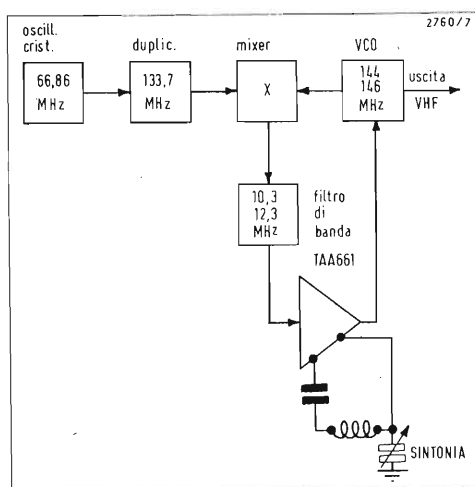 2760/7
oscill.
crist.
duplic.
mixer
VCO
66,86
MHz
133,7
MHz
X
144
146
MHz
uscita
VHF
10,3
12,3
MHz
filtro
di
banda
TAA661
SINTONIA